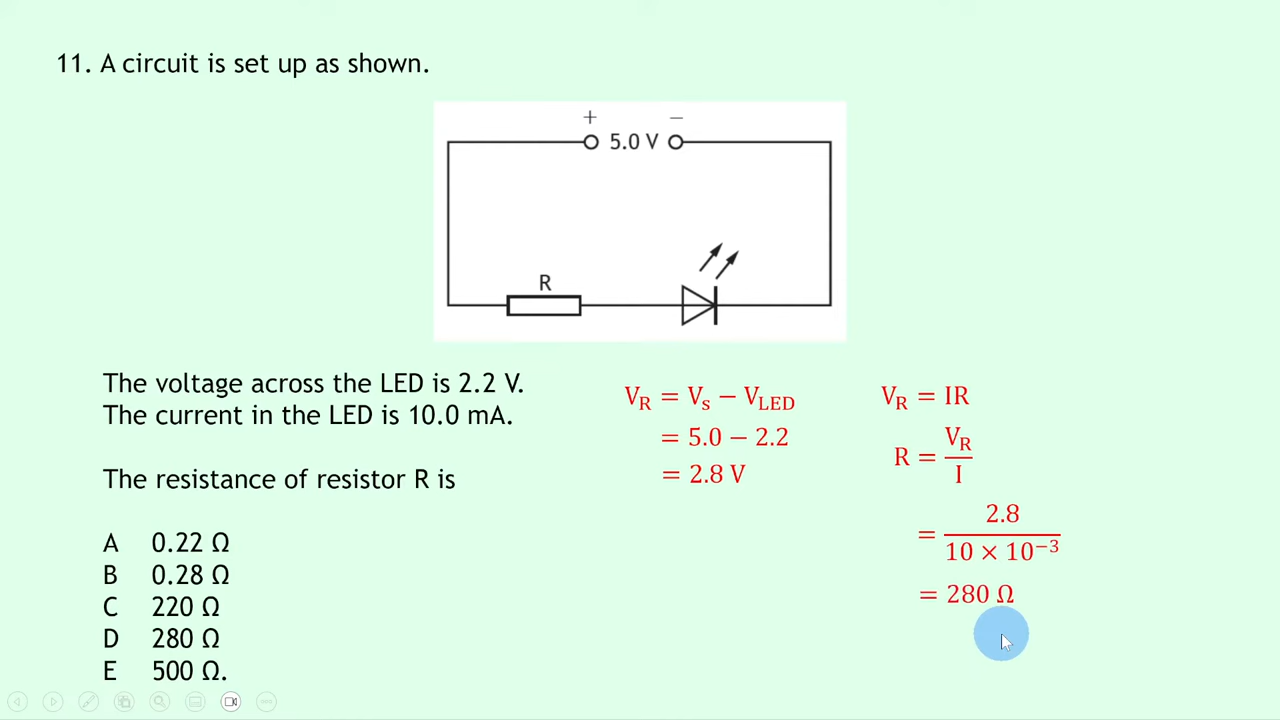 11. A circuit is set up as shown.
+ −
5.0 V
R
The voltage across the LED is 2.2 V.
The current in the LED is 10.0 mA.
The resistance of resistor R is
A 0.22 Ω
B 0.28 Ω
C 220 Ω
D 280 Ω
E 500 Ω.
V_R = V_s − V_LED
= 5.0 − 2.2
= 2.8 V
V_R = IR
R = V_R / I
= 2.8 / 10 × 10⁻³
= 280 Ω